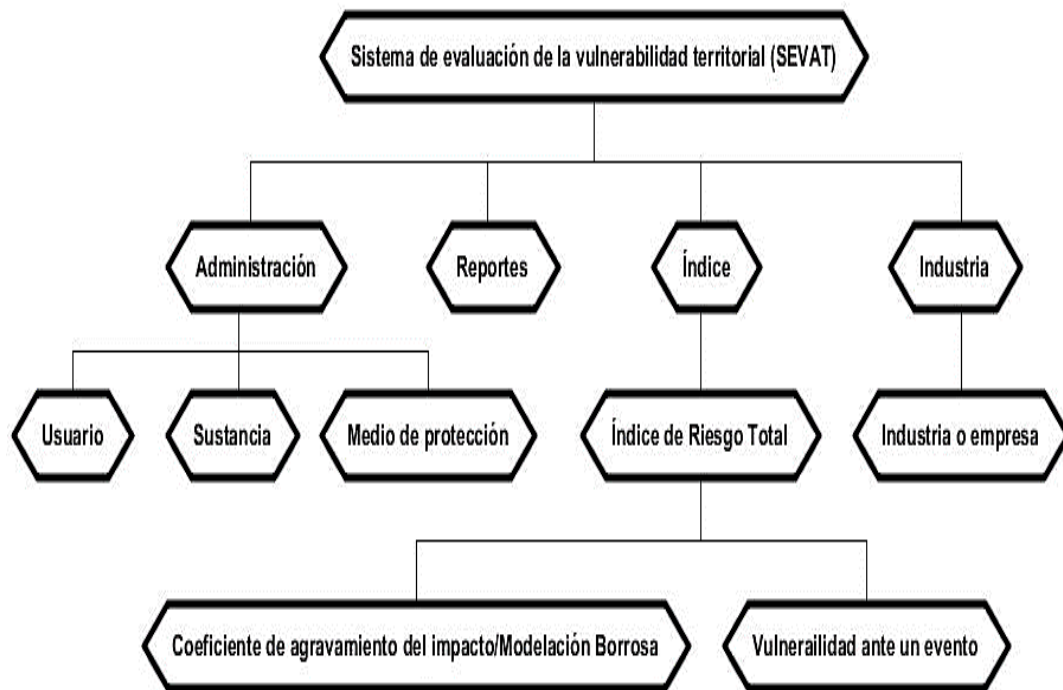 Sistema de evaluación de la vulnerabilidad territorial (SEVAT)
Administración
Reportes
Índice
Industria
Usuario
Sustancia
Medio de protección
Índice de Riesgo Total
Industria o empresa
Coeficiente de agravamiento del impacto/Modelación Borrosa
Vulnerailidad ante un evento